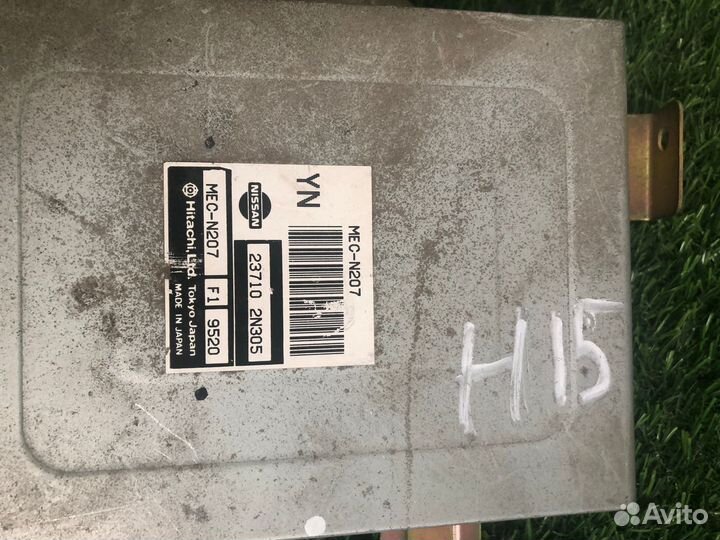 YN
MEC-N207
NISSAN
23710 2N305
MEC-N207 F1 9520
Hitachi, Ltd. Tokyo Japan
MADE IN JAPAN
H15
Avito